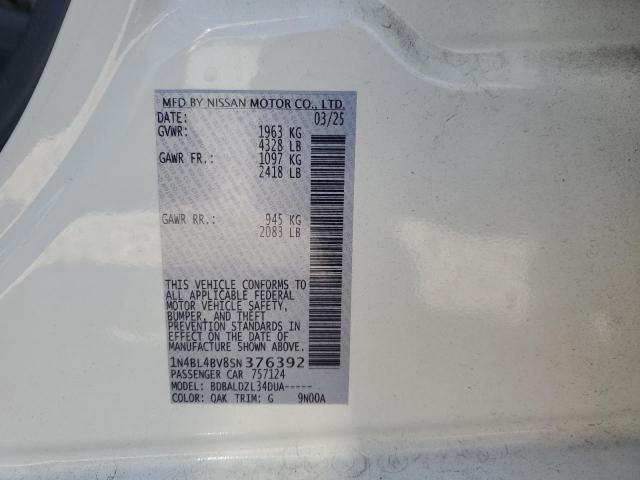 MFD BY NISSAN MOTOR CO., LTD.
DATE: 03/25
GVWR: 1963 KG
4328 LB
GAWR FR.: 1097 KG
2418 LB
GAWR RR.: 945 KG
2083 LB
THIS VEHICLE CONFORMS TO
ALL APPLICABLE FEDERAL
MOTOR VEHICLE SAFETY,
BUMPER, AND THEFT
PREVENTION STANDARDS
IN EFFECT ON THE DATE OF
MANUFACTURE SHOWN ABOVE.
1N4BL4BV8SN376392
PASSENGER CAR 757124
MODEL: BDBALDZL34DUA-----
COLOR: QAK TRIM: G 9N00A